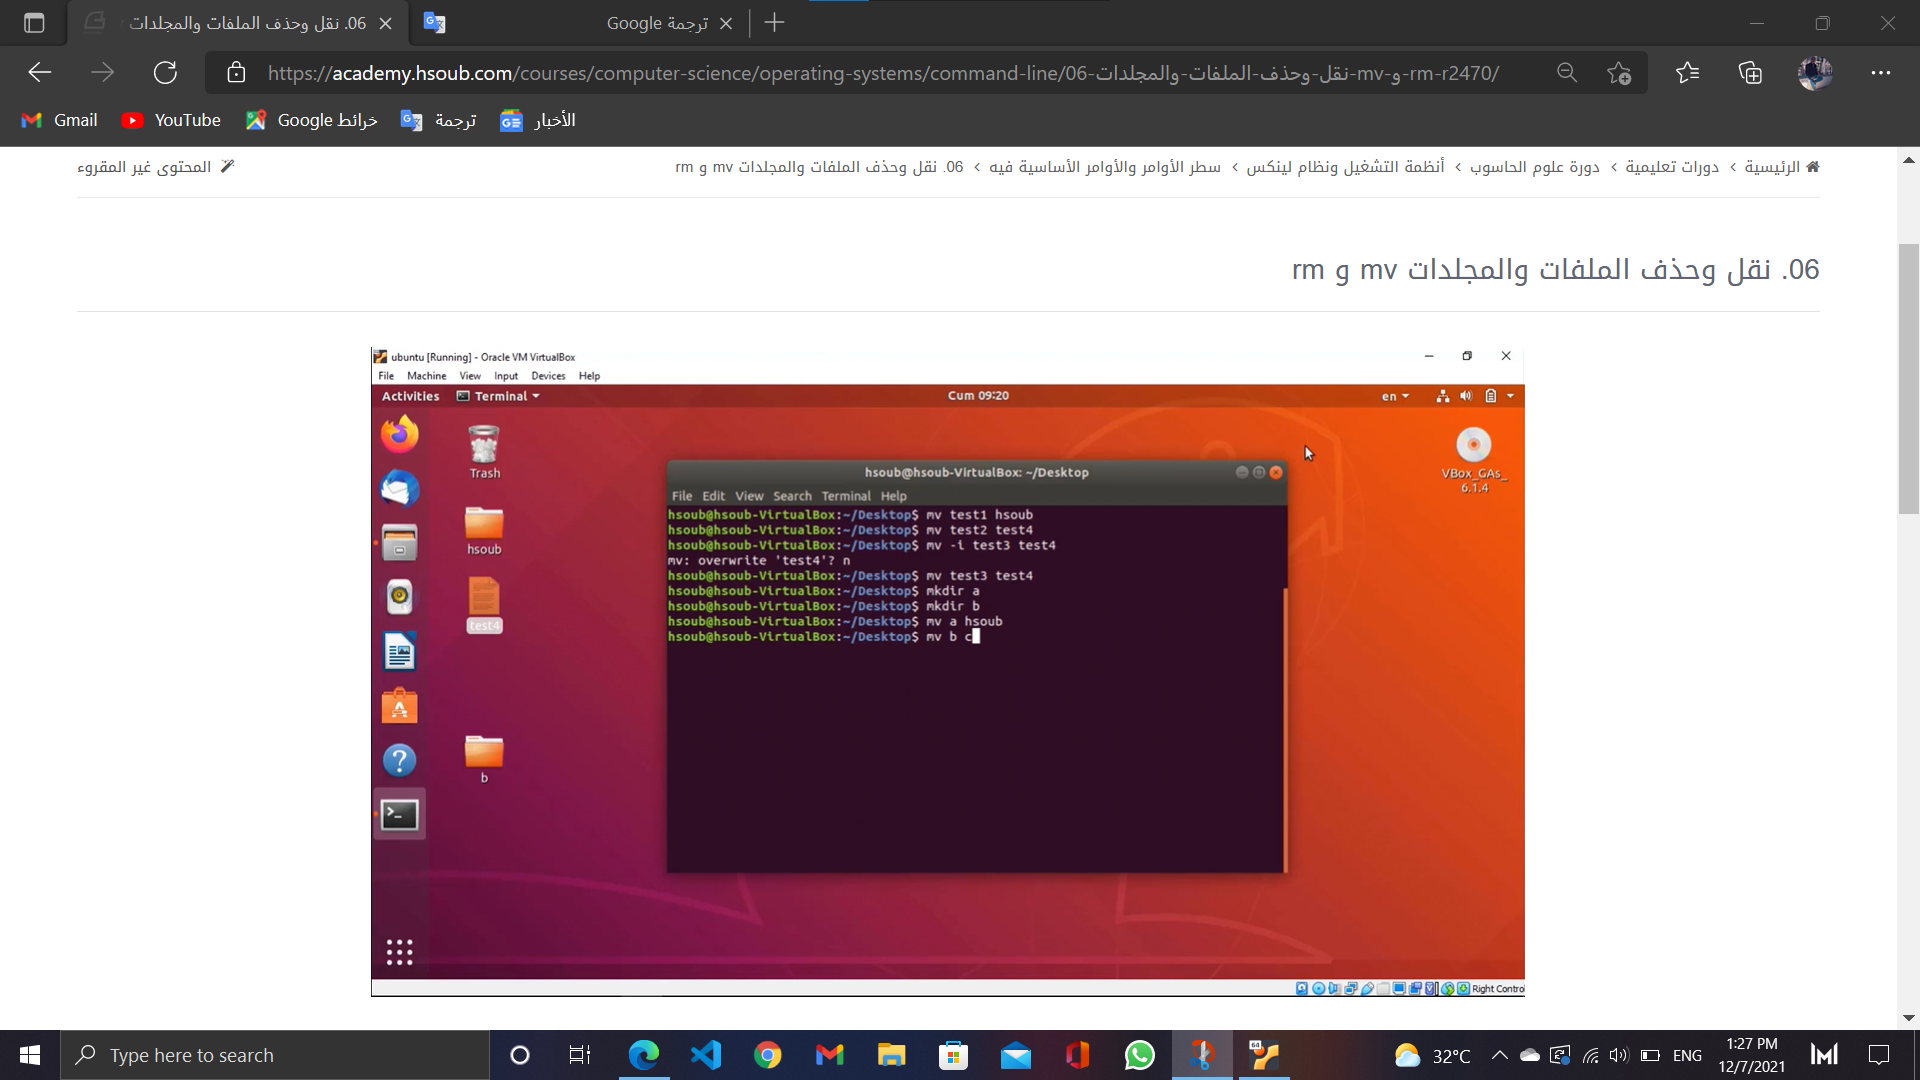 06. نقل وحذف الملفات والمجلدات
ترجمة Google
https://academy.hsoub.com/courses/computer-science/operating-systems/command-line/06-نقل-وحذف-الملفات-والمجلدات-mv-و-rm-r2470/
Gmail
YouTube
خرائط Google
ترجمة
الأخبار
الرئيسية › دورات تعليمية › دورة علوم الحاسوب › أنظمة التشغيل ونظام لينكس › سطر الأوامر والأوامر الأساسية فيه › 06. نقل وحذف الملفات والمجلدات mv و rm
المحتوى غير المقروء
06. نقل وحذف الملفات والمجلدات mv و rm
ubuntu [Running] - Oracle VM VirtualBox
File Machine View Input Devices Help
Activities Terminal Cum 09:20 en
Trash
hsoub
test4
b
VBox_GAs_
6.1.4
hsoub@hsoub-VirtualBox: ~/Desktop
File Edit View Search Terminal Help
hsoub@hsoub-VirtualBox:~/Desktop$ mv test1 hsoub
hsoub@hsoub-VirtualBox:~/Desktop$ mv test2 test4
hsoub@hsoub-VirtualBox:~/Desktop$ mv -i test3 test4
mv: overwrite 'test4'? n
hsoub@hsoub-VirtualBox:~/Desktop$ mv test3 test4
hsoub@hsoub-VirtualBox:~/Desktop$ mkdir a
hsoub@hsoub-VirtualBox:~/Desktop$ mkdir b
hsoub@hsoub-VirtualBox:~/Desktop$ mv a hsoub
hsoub@hsoub-VirtualBox:~/Desktop$ mv b c
Right Contro
Type here to search
64
32°C
ENG
1:27 PM
12/7/2021